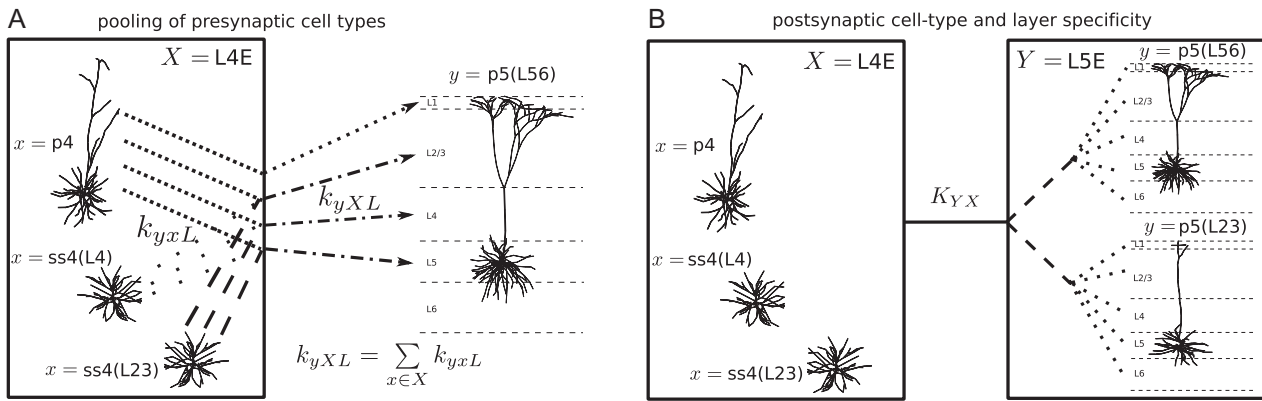 A
pooling of presynaptic cell types
X = L4E
y = p5(L56)
L1
x = p4
L2/3
k_{yXL}
L4
k_{yxL}
x = ss4(L4)
L5
L6
k_{yXL} = ∑_{x∈X} k_{yxL}
x = ss4(L23)
B
postsynaptic cell-type and layer specificity
X = L4E
x = p4
x = ss4(L4)
x = ss4(L23)
K_{YX}
Y = L5E
y = p5(L56)
L1
L2/3
L4
L5
L6
y = p5(L23)
L1
L2/3
L4
L5
L6